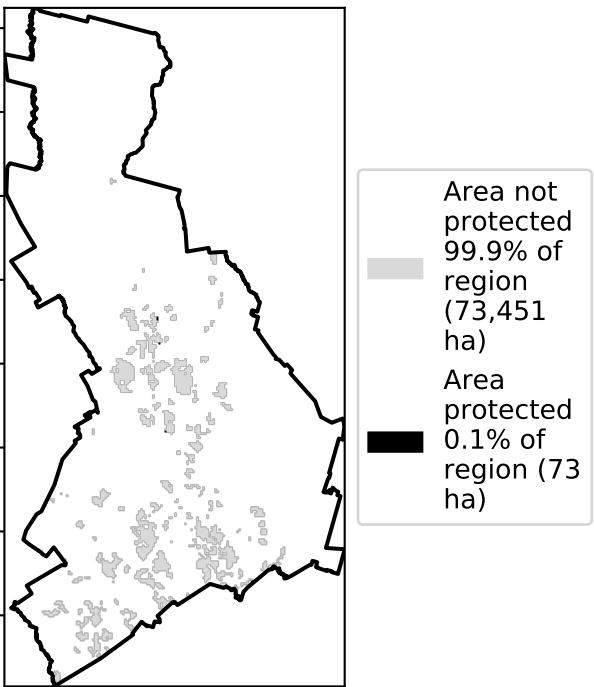 Area not
protected
99.9% of
region
(73,451
ha)
Area
protected
0.1% of
region (73
ha)